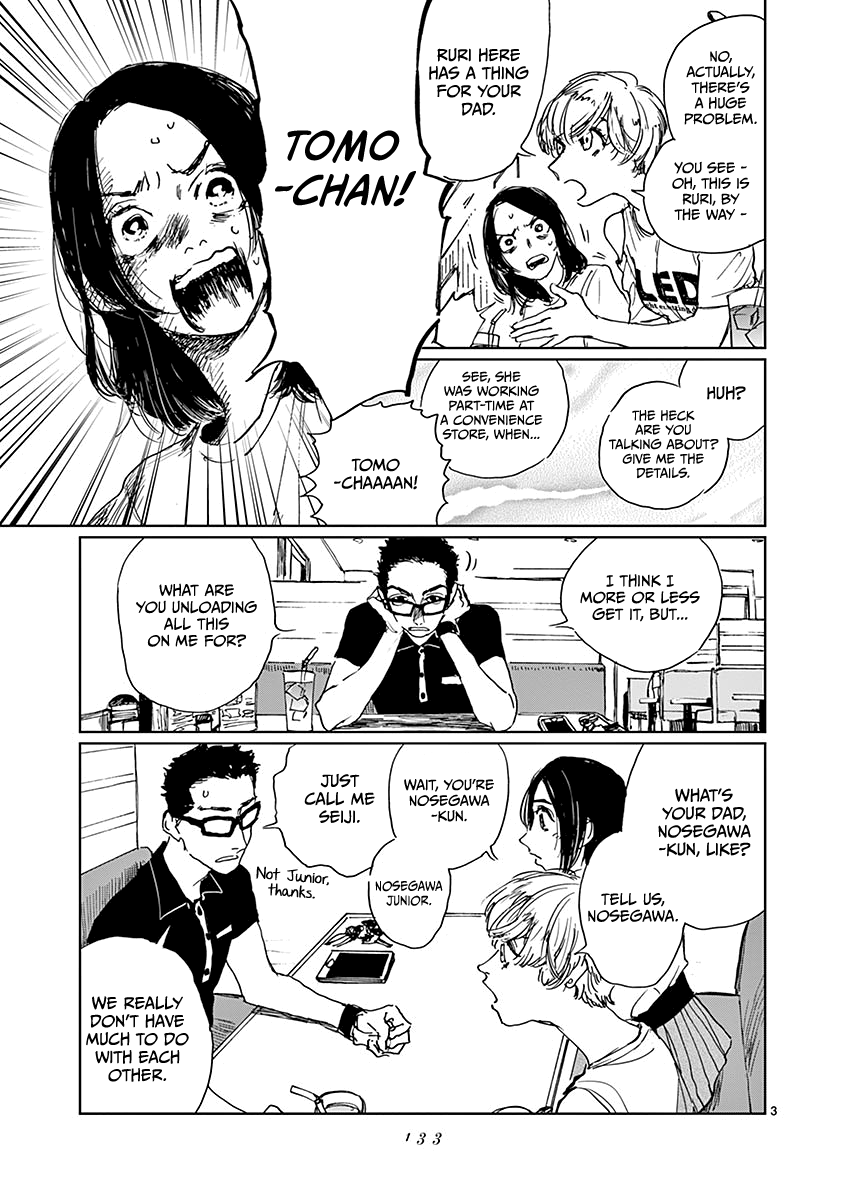 NO,
ACTUALLY,
THERE'S
A HUGE
PROBLEM.
YOU SEE -
OH, THIS IS
RURI, BY
THE WAY -
RURI HERE
HAS A THING
FOR YOUR
DAD.
LED
TOMO
-CHAN!
HUH?
THE HECK
ARE YOU
TALKING ABOUT?
GIVE ME THE
DETAILS.
SEE, SHE
WAS WORKING
PART-TIME AT
A CONVENIENCE
STORE, WHEN...
TOMO
-CHAAAAN!
I THINK I
MORE OR LESS
GET IT, BUT...
WHAT ARE
YOU UNLOADING
ALL THIS
ON ME FOR?
WHAT'S
YOUR DAD,
NOSEGAWA
-KUN, LIKE?
TELL US,
NOSEGAWA.
WAIT, YOU'RE
NOSEGAWA
-KUN.
NOSEGAWA
JUNIOR.
JUST
CALL ME
SEIJI.
Not Junior,
thanks.
WE REALLY
DON'T HAVE
MUCH TO DO
WITH EACH
OTHER.
3
133